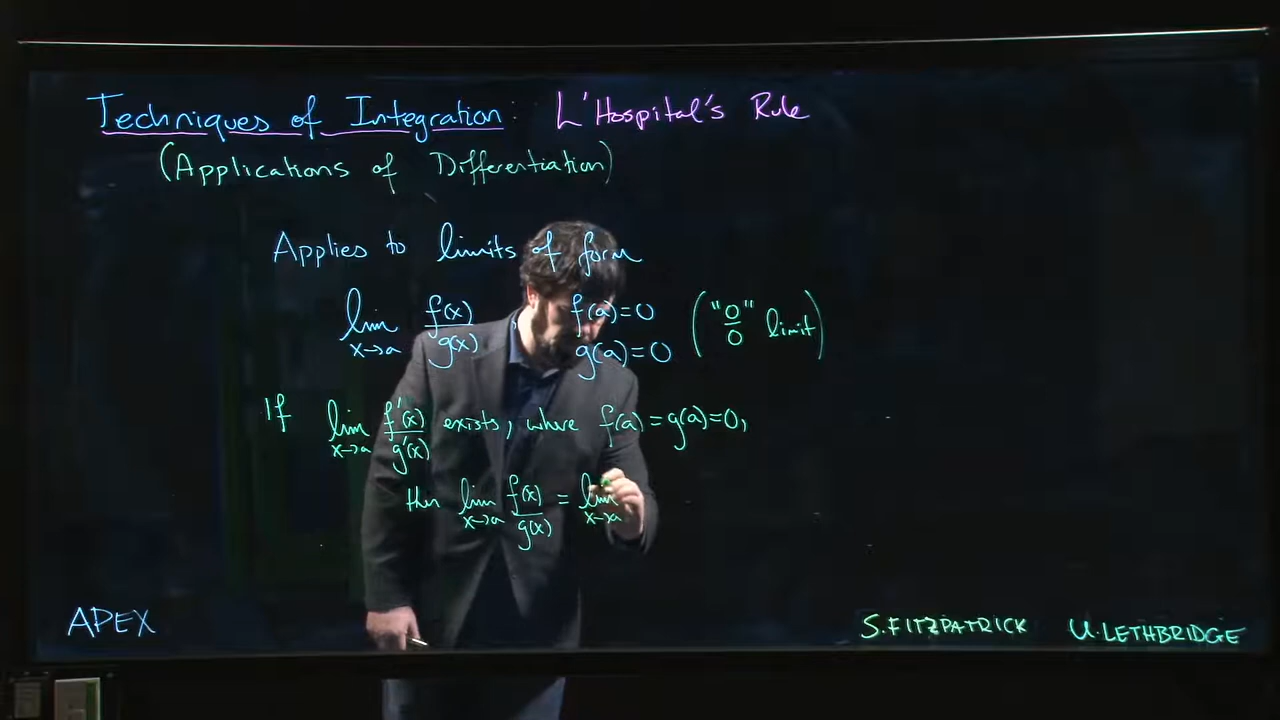 Techniques of Integration: L'Hospital's Rule
(Applications of Differentiation)
Applies to limits of form
lim x→a f(x)/g(x), f(a)=0 g(a)=0 ("0/0" limit)
If lim x→a f'(x)/g'(x) exists, where f(a)=g(a)=0,
then lim x→a f(x)/g(x) = lim x→a
APEX
S.FITZPATRICK U.LETHBRIDGE